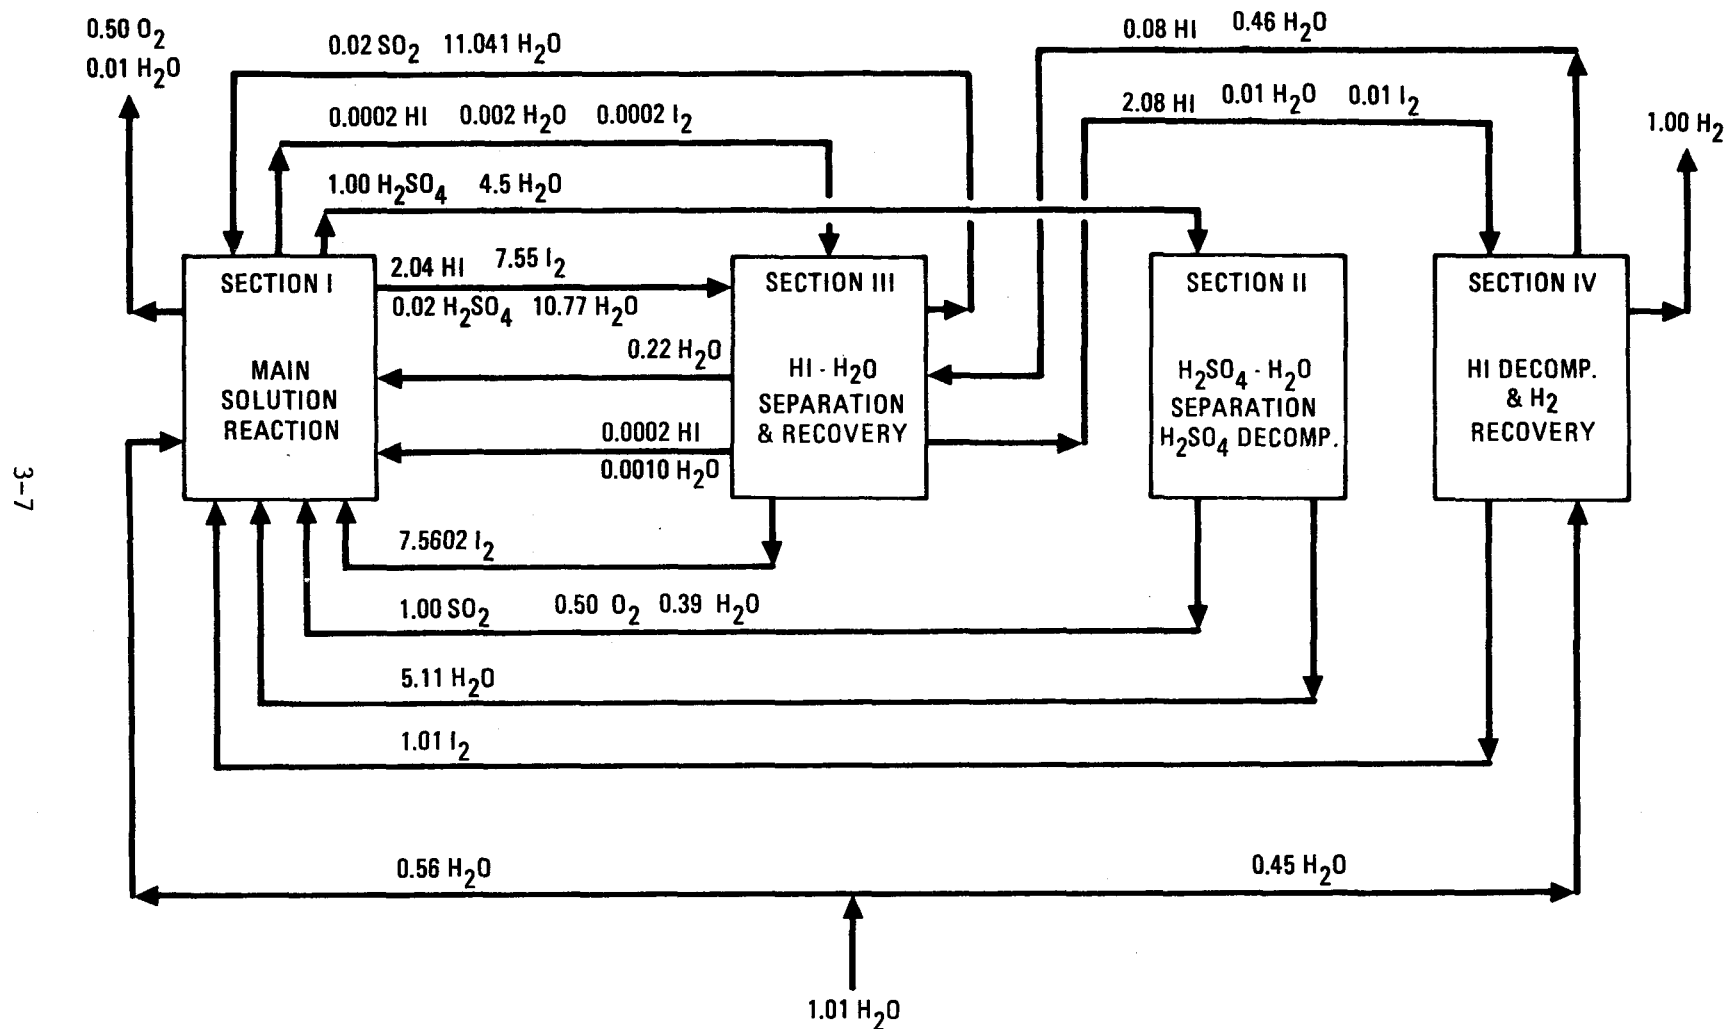 0.50 O2
0.01 H2O
0.02 SO2 11.041 H2O
0.08 HI 0.46 H2O
0.0002 HI 0.002 H2O 0.0002 I2
2.08 HI 0.01 H2O 0.01 I2
1.00 H2
1.00 H2SO4 4.5 H2O
SECTION I
MAIN
SOLUTION
REACTION
2.04 HI 7.55 I2
0.02 H2SO4 10.77 H2O
0.22 H2O
0.0002 HI
0.0010 H2O
SECTION III
HI - H2O
SEPARATION
& RECOVERY
SECTION II
H2SO4 - H2O
SEPARATION
H2SO4 DECOMP.
SECTION IV
HI DECOMP.
& H2
RECOVERY
3-7
7.5602 I2
1.00 SO2 0.50 O2 0.39 H2O
5.11 H2O
1.01 I2
0.56 H2O
0.45 H2O
1.01 H2O